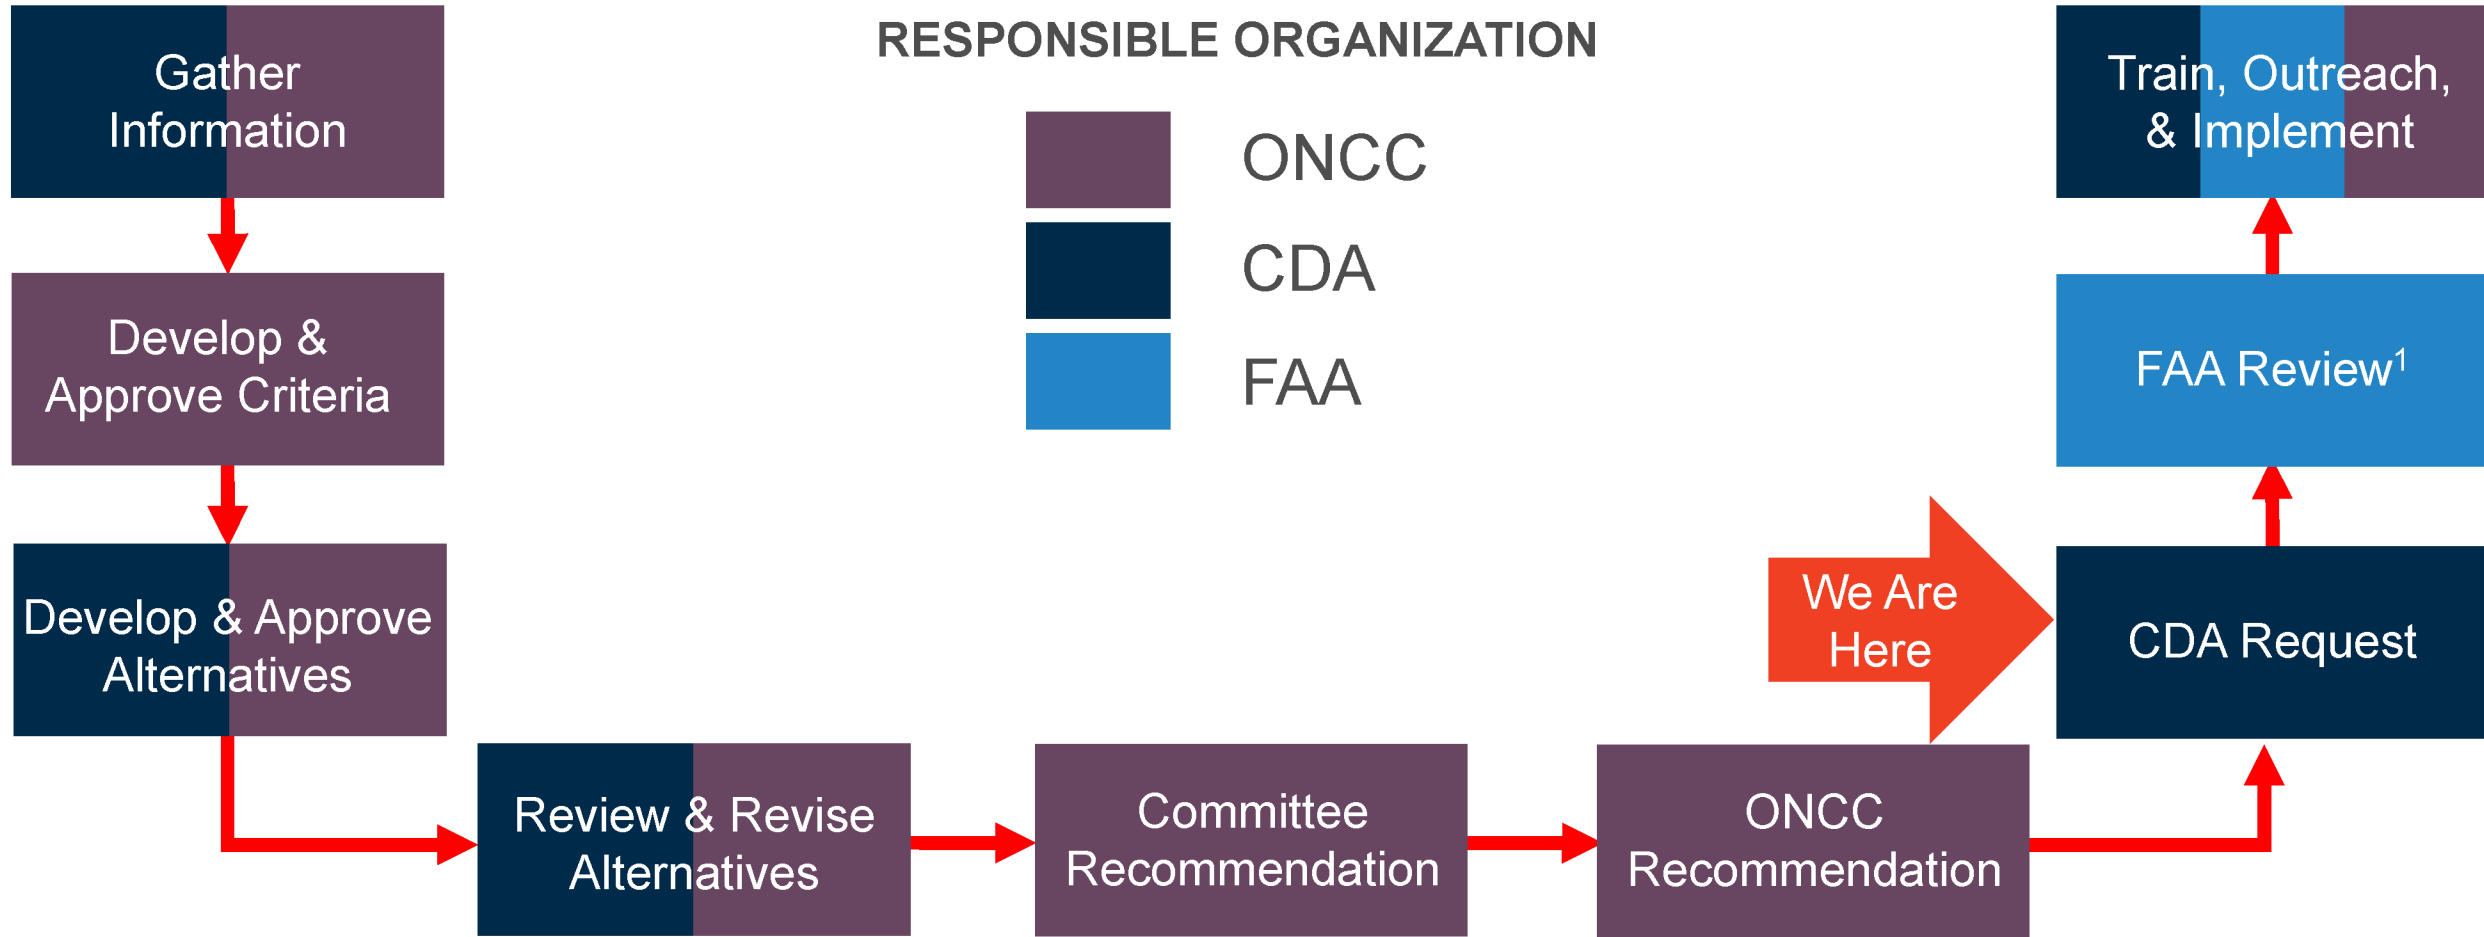 RESPONSIBLE ORGANIZATION
ONCC
CDA
FAA
Gather
Information
Develop &
Approve Criteria
Develop & Approve
Alternatives
Review & Revise
Alternatives
Committee
Recommendation
ONCC
Recommendation
We Are
Here
CDA Request
FAA Review¹
Train, Outreach,
& Implement